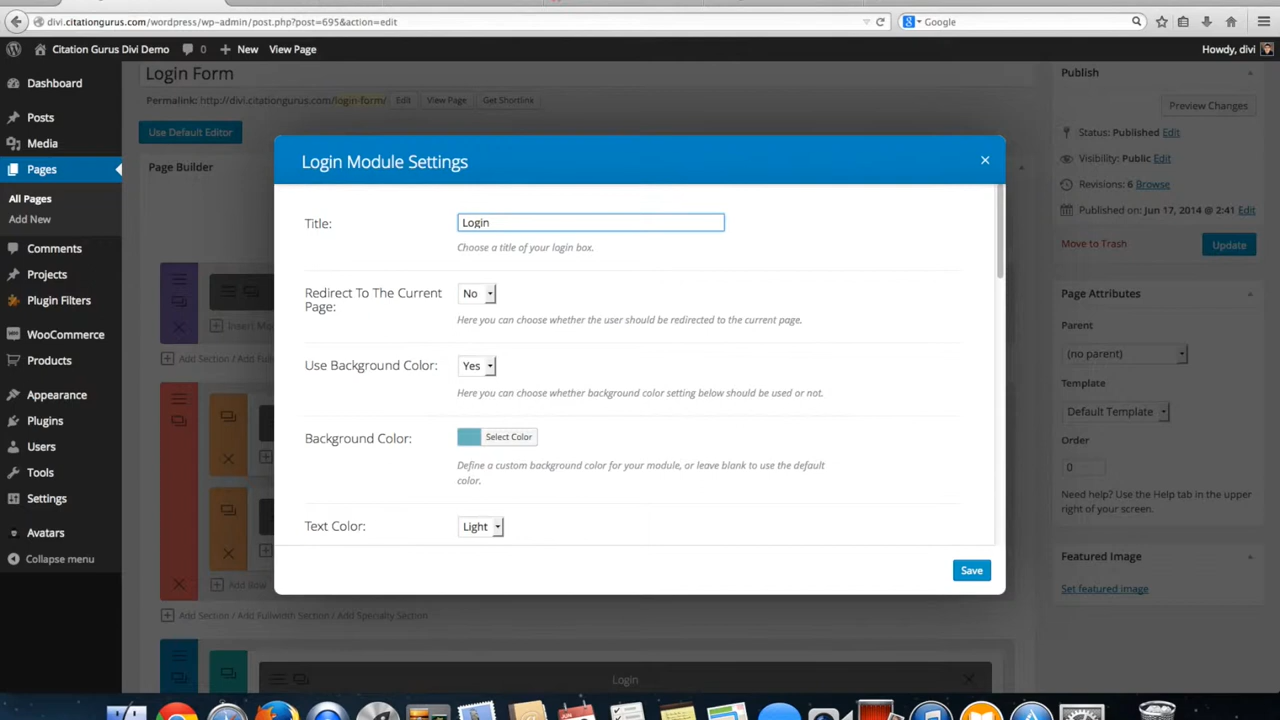 divi.citationgurus.com/wordpress/wp-admin/post.php?post=695&action=edit
Google
Citation Gurus Divi Demo 0 New View Page
Howdy, divi
Dashboard
Posts
Media
Pages
All Pages
Add New
Comments
Projects
Plugin Filters
WooCommerce
Products
Appearance
Plugins
Users
Tools
Settings
Avatars
Collapse menu
Login Form
Permalink: http://divi.citationgurus.com/login-form/ Edit View Page Get Shortlink
Use Default Editor
Page Builder
Login Module Settings
Title:
Login
Choose a title of your login box.
Redirect To The Current
Page:
No
Here you can choose whether the user should be redirected to the current page.
Use Background Color:
Yes
Here you can choose whether background color setting below should be used or not.
Background Color:
Select Color
Define a custom background color for your module, or leave blank to use the default
color.
Text Color:
Light
Save
Insert Mo
Add Section / Add Fu
Add Row
Add Section / Add Fullwidth Section / Add Specialty Section
Login
Publish
Preview Changes
Status: Published Edit
Visibility: Public Edit
Revisions: 6 Browse
Published on: Jun 17, 2014 @ 2:41 Edit
Move to Trash
Update
Page Attributes
Parent
(no parent)
Template
Default Template
Order
0
Need help? Use the Help tab in the upper
right of your screen.
Featured Image
Set featured image